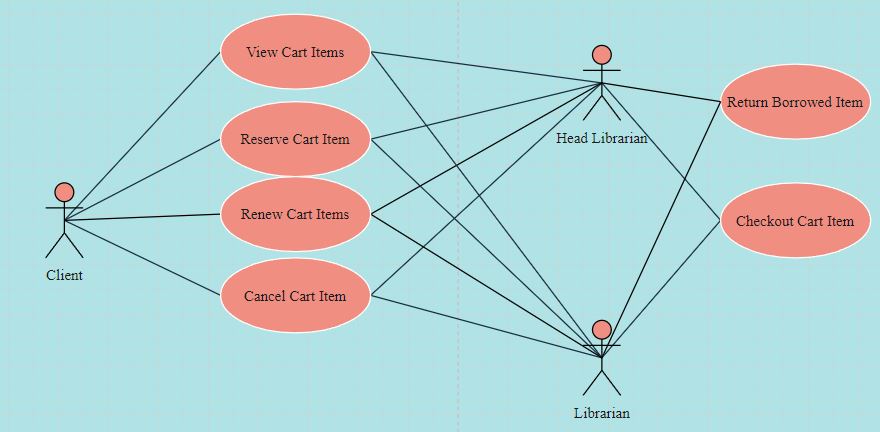 View Cart Items
Reserve Cart Item
Renew Cart Items
Cancel Cart Item
Client
Head Librarian
Librarian
Return Borrowed Item
Checkout Cart Item